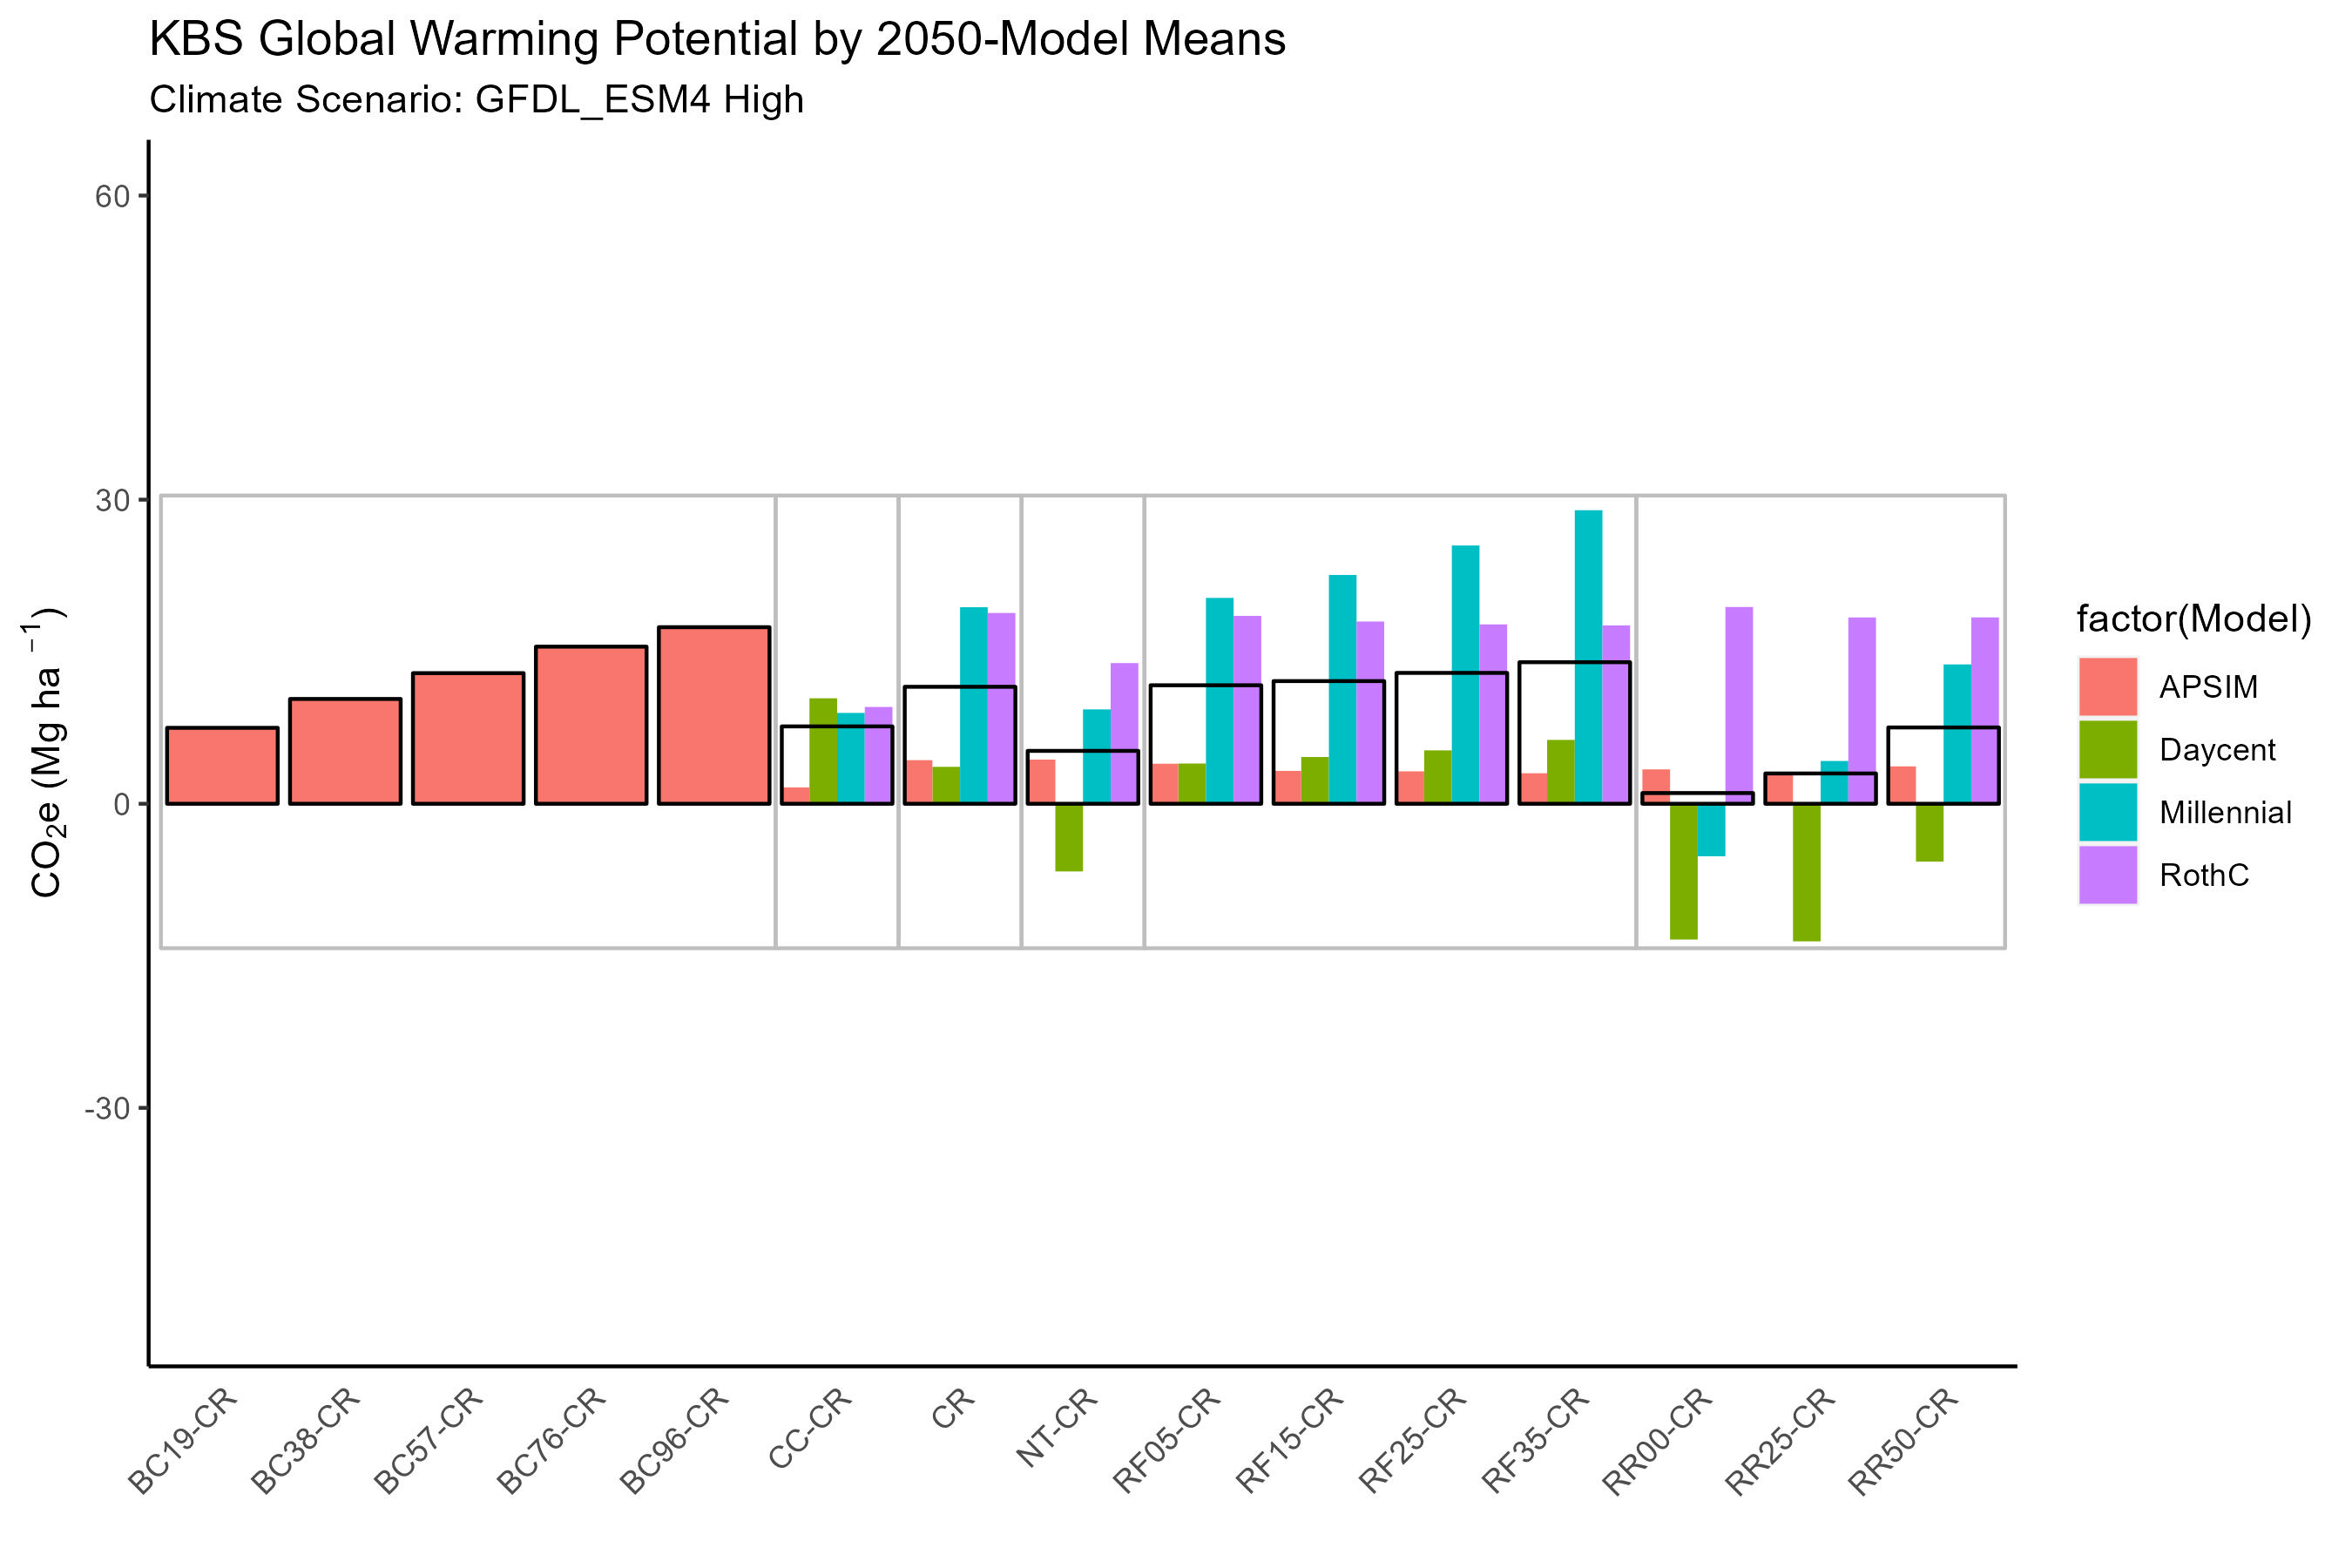 KBS Global Warming Potential by 2050-Model Means
Climate Scenario: GFDL_ESM4 High
60
30
0
-30
CO₂e (Mg ha ⁻¹)
BC19-CR
BC38-CR
BC57-CR
BC76-CR
BC96-CR
CC-CR
CR
NT-CR
RF05-CR
RF15-CR
RF25-CR
RF35-CR
RR00-CR
RR25-CR
RR50-CR
factor(Model)
APSIM
Daycent
Millennial
RothC